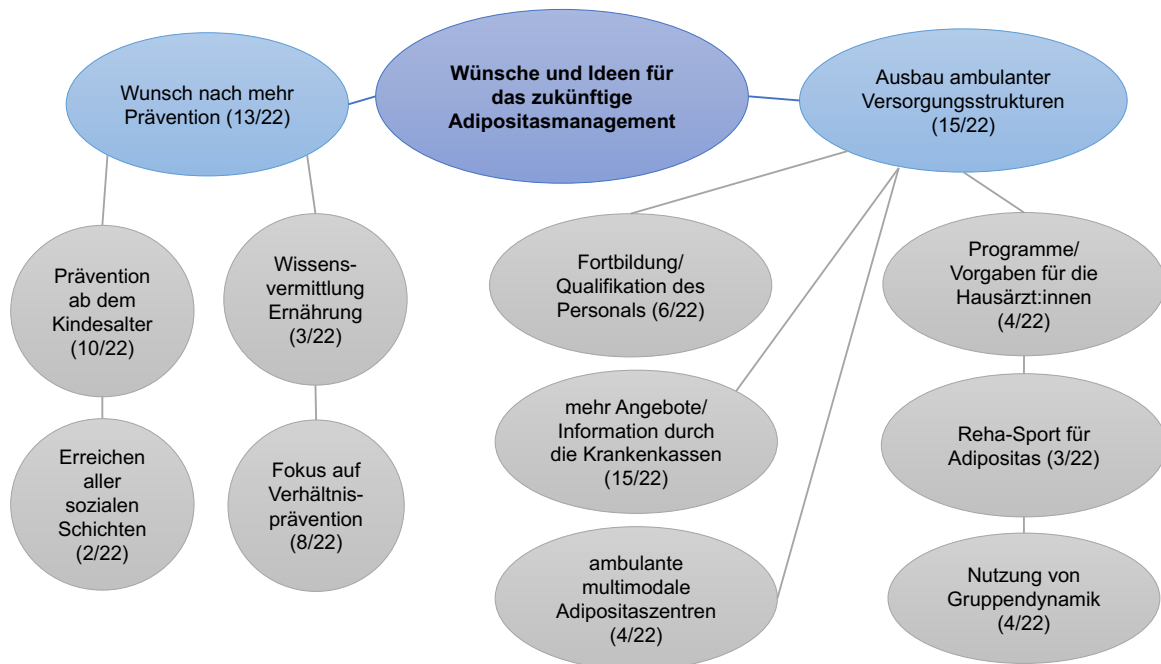 Wünsche und Ideen für
das zukünftige
Adipositasmanagement
Wunsch nach mehr
Prävention (13/22)
Prävention
ab dem
Kindesalter
(10/22)
Erreichen
aller
sozialen
Schichten
(2/22)
Wissens-
vermittlung
Ernährung
(3/22)
Fokus auf
Verhältnis-
prävention
(8/22)
Ausbau ambulanter
Versorgungsstrukturen
(15/22)
Fortbildung/
Qualifikation des
Personals (6/22)
mehr Angebote/
Information durch
die Krankenkassen
(15/22)
ambulante
multimodale
Adipositaszentren
(4/22)
Programme/
Vorgaben für die
Hausärzt:innen
(4/22)
Reha-Sport für
Adipositas (3/22)
Nutzung von
Gruppendynamik
(4/22)